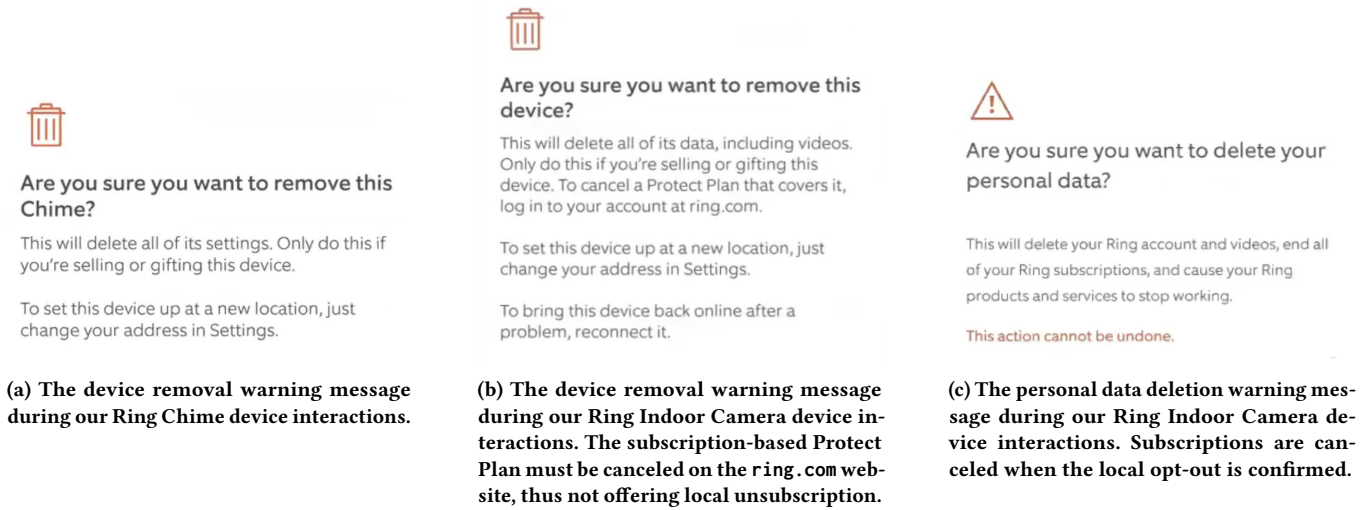 Are you sure you want to remove this
Chime?
This will delete all of its settings. Only do this if
you're selling or gifting this device.
To set this device up at a new location, just
change your address in Settings.
(a) The device removal warning message
during our Ring Chime device interactions.
Are you sure you want to remove this
device?
This will delete all of its data, including videos.
Only do this if you're selling or gifting this
device. To cancel a Protect Plan that covers it,
log in to your account at ring.com.
To set this device up at a new location, just
change your address in Settings.
To bring this device back online after a
problem, reconnect it.
(b) The device removal warning message
during our Ring Indoor Camera device in-
teractions. The subscription-based Protect
Plan must be canceled on the ring.com web-
site, thus not offering local unsubscription.
Are you sure you want to delete your
personal data?
This will delete your Ring account and videos, end all
of your Ring subscriptions, and cause your Ring
products and services to stop working.
This action cannot be undone.
(c) The personal data deletion warning mes-
sage during our Ring Indoor Camera de-
vice interactions. Subscriptions are can-
celed when the local opt-out is confirmed.